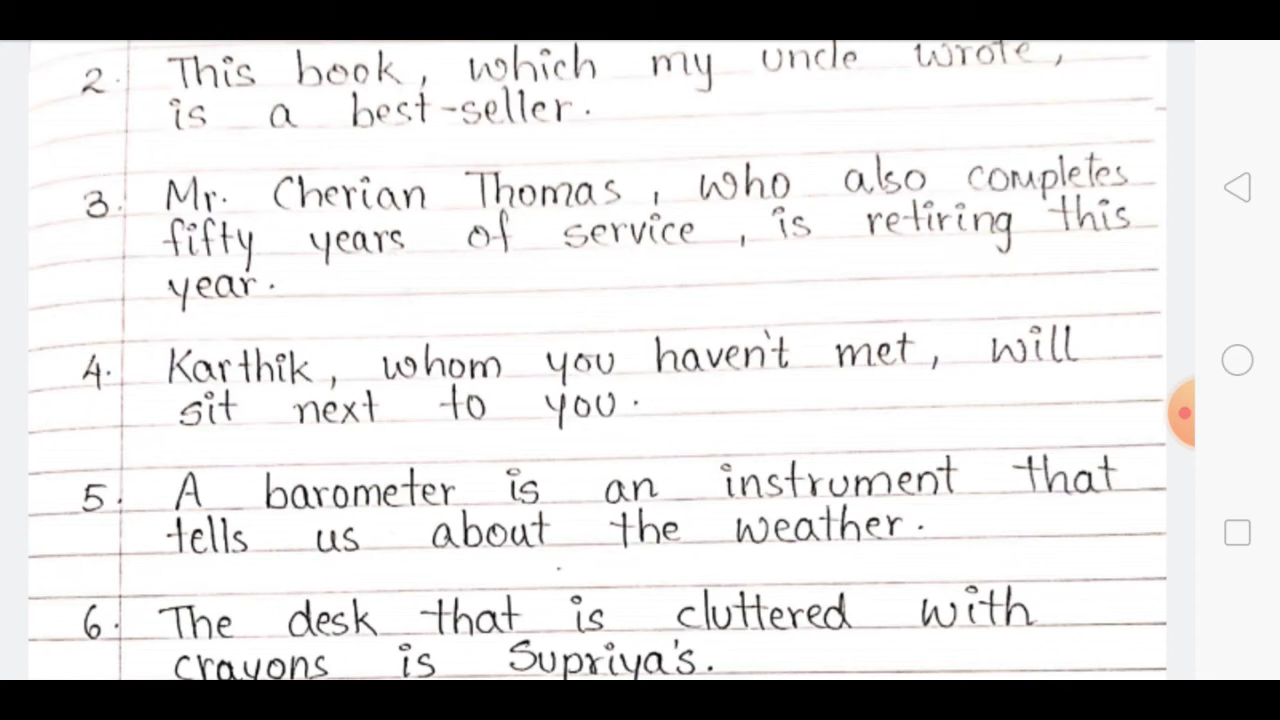 2. This book, which my uncle wrote,
is a best-seller.
3. Mr. Cherian Thomas, who also completes
fifty years of service, is retiring this
year.
4. Karthik, whom you haven't met, will
sit next to you.
5. A barometer is an instrument that
tells us about the weather.
6. The desk that is cluttered with
crayons is Supriya's.